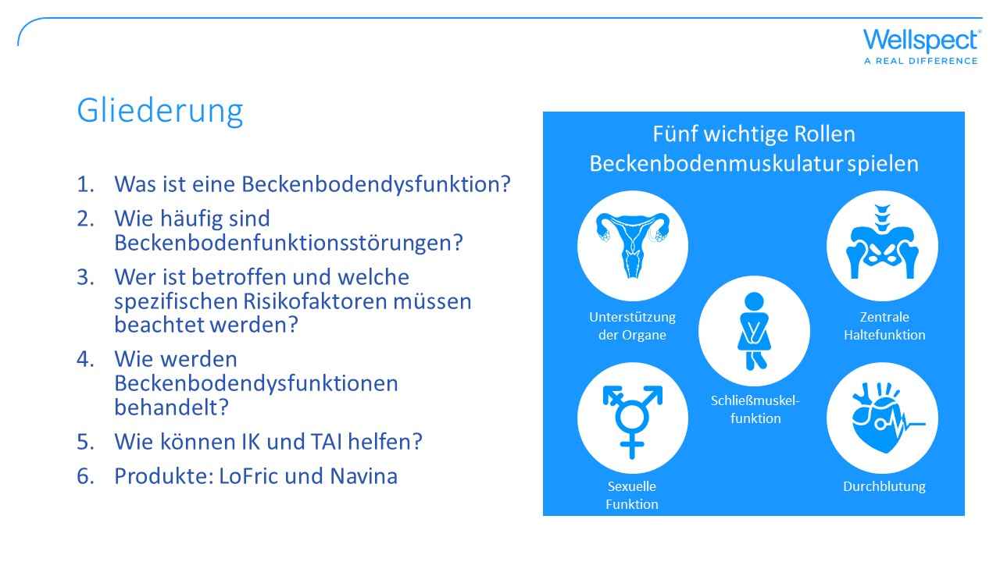 Wellspect®
A REAL DIFFERENCE
Gliederung
1. Was ist eine Beckenbodendysfunktion?
2. Wie häufig sind
Beckenbodenfunktionsstörungen?
3. Wer ist betroffen und welche
spezifischen Risikofaktoren müssen
beachtet werden?
4. Wie werden
Beckenbodendysfunktionen
behandelt?
5. Wie können IK und TAI helfen?
6. Produkte: LoFric und Navina
Fünf wichtige Rollen
Beckenbodenmuskulatur spielen
Unterstützung
der Organe
Zentrale
Haltefunktion
Schließmuskel-
funktion
Sexuelle
Funktion
Durchblutung